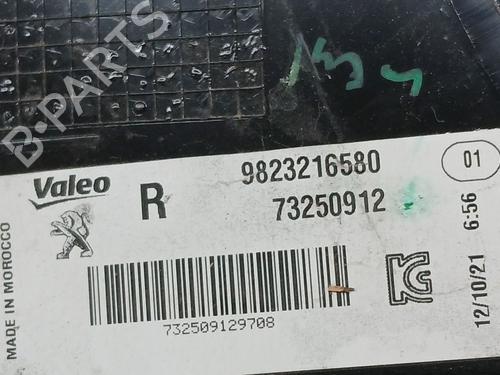 B-PARTS
Valeo
R
9823216580
01
73250912
732509129708
MADE IN MOROCCO
12/10/21 6:56